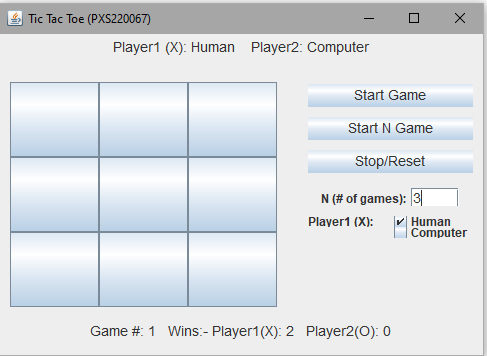 Tic Tac Toe (PXS220067)
Player1 (X): Human Player2: Computer
Start Game
Start N Game
Stop/Reset
N (# of games): 3
Player1 (X): Human
Computer
Game #: 1 Wins:- Player1(X): 2 Player2(O): 0